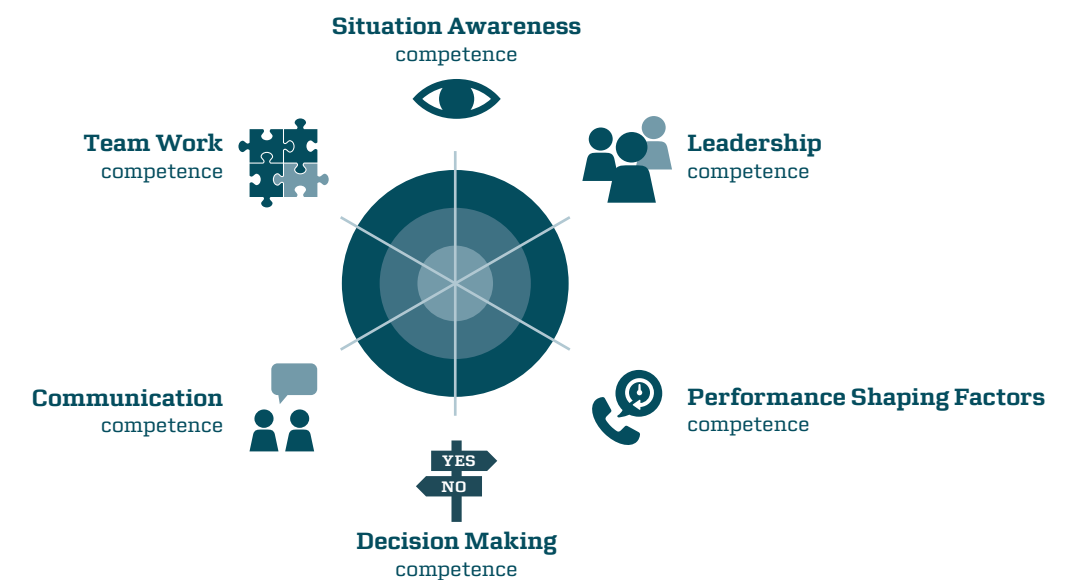 Situation Awareness
competence
Team Work
competence
Leadership
competence
Communication
competence
Performance Shaping Factors
competence
YES
NO
Decision Making
competence